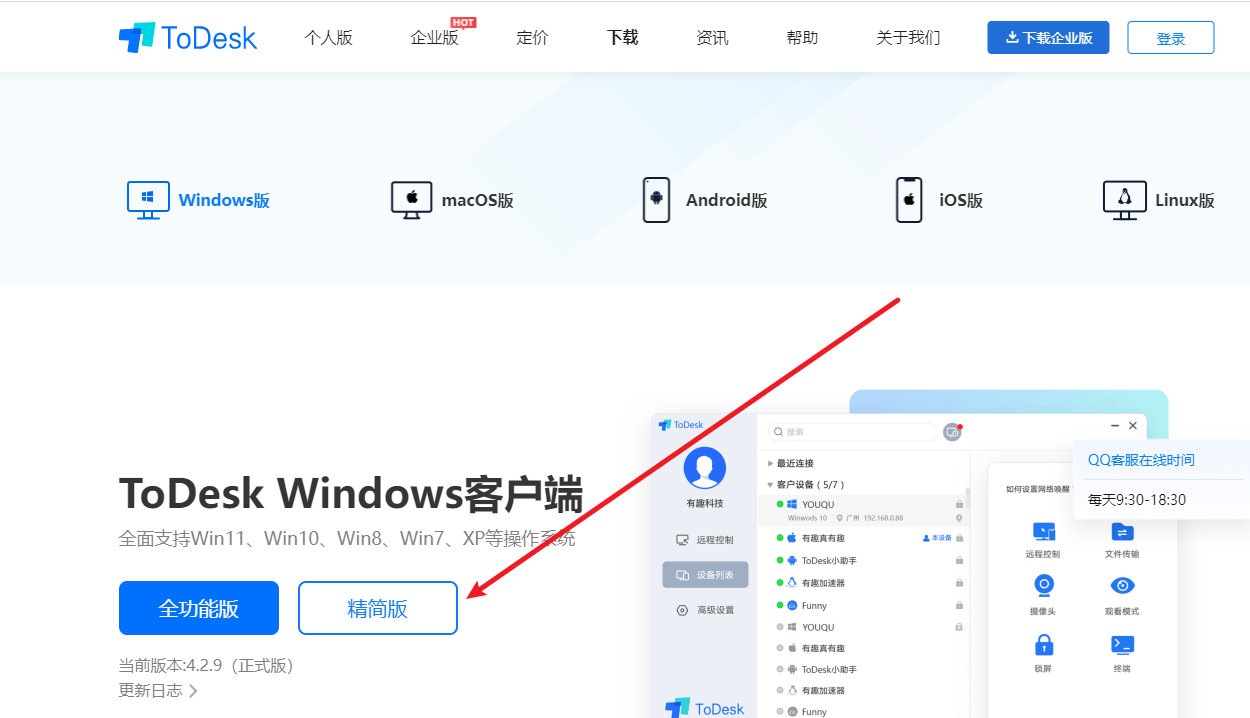 ToDesk 个人版 企业版 HOT 定价 下载 资讯 帮助 关于我们 下载企业版 登录
Windows版 macOS版 Android版 iOS版 Linux版
ToDesk Windows客户端
全面支持Win11、Win10、Win8、Win7、XP等操作系统
全功能版 精简版
当前版本:4.2.9（正式版）
更新日志
ToDesk
有趣科技
远程控制
设备列表
高级设置
ToDesk
搜索
最近连接
客户设备 ( 5/7 )
YOUQU
Winwods 10 广州 192.168.0.88
有趣真有趣 本设备
ToDesk小助手
有趣加速器
Funny
YOUQU
有趣真有趣
ToDesk小助手
有趣加速器
Funny
QQ客服在线时间
每天9:30-18:30
如何设置网络唤醒
远程控制 文件传输
摄像头 观看模式
锁屏 终端